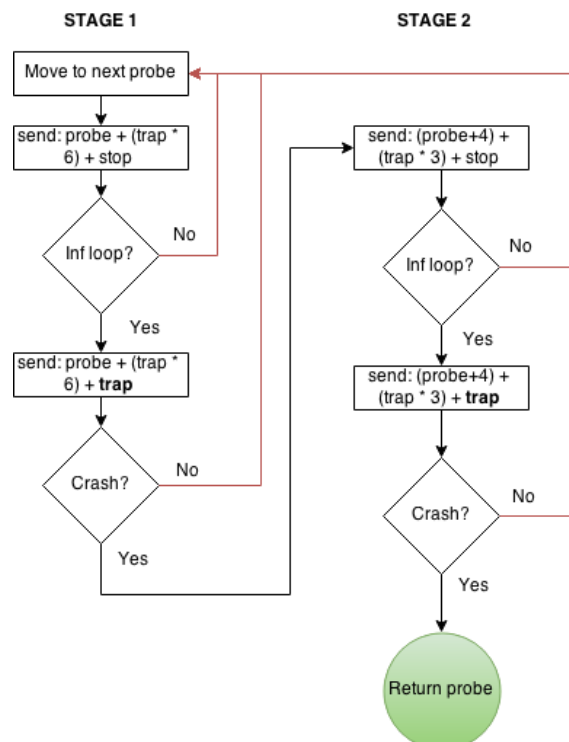 STAGE 1
Move to next probe
send: probe + (trap *
6) + stop
Inf loop?
No
Yes
send: probe + (trap *
6) + trap
Crash?
No
Yes
STAGE 2
send: (probe+4) +
(trap * 3) + stop
Inf loop?
No
Yes
send: (probe+4) +
(trap * 3) + trap
Crash?
No
Yes
Return probe